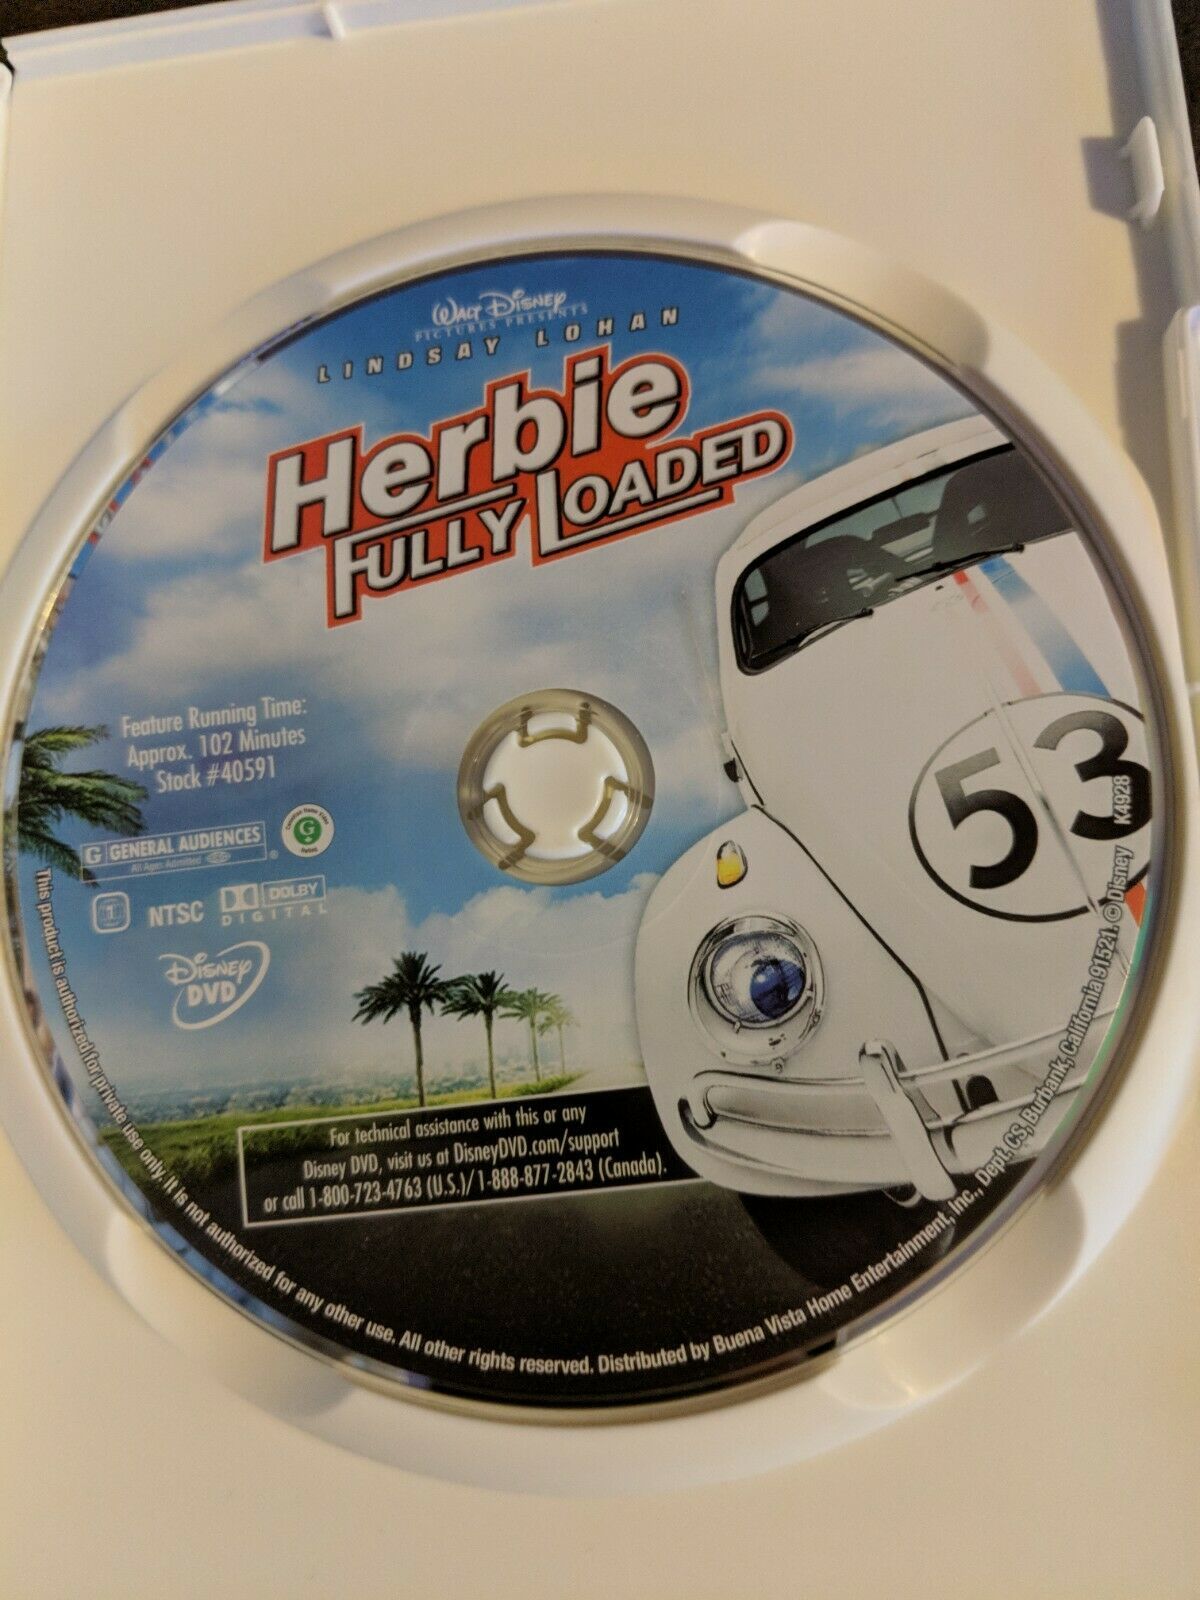 WALT DISNEY
PICTURES PRESENTS
LINDSAY LOHAN
Herbie
FULLY LOADED
Feature Running Time:
Approx. 102 Minutes
Stock #40591
G GENERAL AUDIENCES
All Ages Admitted
®
G
Rated
1
NTSC
DOLBY
DIGITAL
DISNEY
DVD
53
For technical assistance with this or any
Disney DVD, visit us at DisneyDVD.com/support
or call 1-800-723-4763 (U.S.)/1-888-877-2843 (Canada).
This product is authorized for private use only. It is not authorized for any other use. All other rights reserved. Distributed by Buena Vista Home Entertainment, Inc., Dept. CS, Burbank, California 91521. © Disney K4928